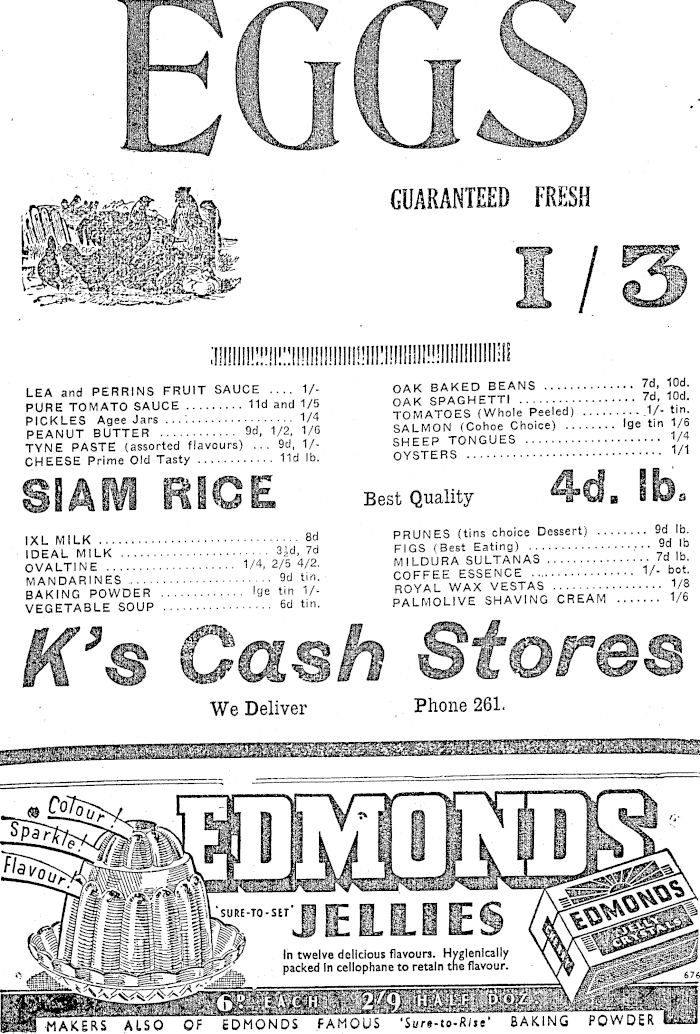 EGGS
GUARANTEED FRESH
1/3
LEA and PERRINS FRUIT SAUCE .... 1/-
PURE TOMATO SAUCE ......... 11d and 1/5
PICKLES Agee Jars .................... 1/4
PEANUT BUTTER ............ 9d, 1/2, 1/6
TYNE PASTE (assorted flavours) ... 9d, 1/-
CHEESE Prime Old Tasty ........... 11d lb.
OAK BAKED BEANS .............. 7d, 10d.
OAK SPAGHETTI ................. 7d, 10d.
TOMATOES (Whole Peeled) ......... 1/- tin.
SALMON (Cohoe Choice) ........ lge tin 1/6
SHEEP TONGUES ...................... 1/4
OYSTERS ............................... 1/1
SIAM RICE Best Quality 4d. lb.
IXL MILK ................................ 8d
IDEAL MILK ...................... 3½d, 7d
OVALTINE ................. 1/4, 2/5 4/2.
MANDARINES ..................... 9d tin.
BAKING POWDER ............. lge tin 1/-
VEGETABLE SOUP ................ 6d tin.
PRUNES (tins choice Dessert) ....... 9d lb.
FIGS (Best Eating) .................. 9d lb
MILDURA SULTANAS .............. 7d lb.
COFFEE ESSENCE ............... 1/- bot.
ROYAL WAX VESTAS ................ 1/8
PALMOLIVE SHAVING CREAM ....... 1/6
K's Cash Stores
We Deliver Phone 261.
Colour!
Sparkle!
Flavour!
EDMONDS
'SURE-TO-SET' JELLIES
In twelve delicious flavours. Hygienically
packed in cellophane to retain the flavour.
EDMONDS
JELLY
CRYSTALS
676
6D. EACH. 2/9 HALF DOZ.
MAKERS ALSO OF EDMONDS FAMOUS 'Sure-to-Rise' BAKING POWDER